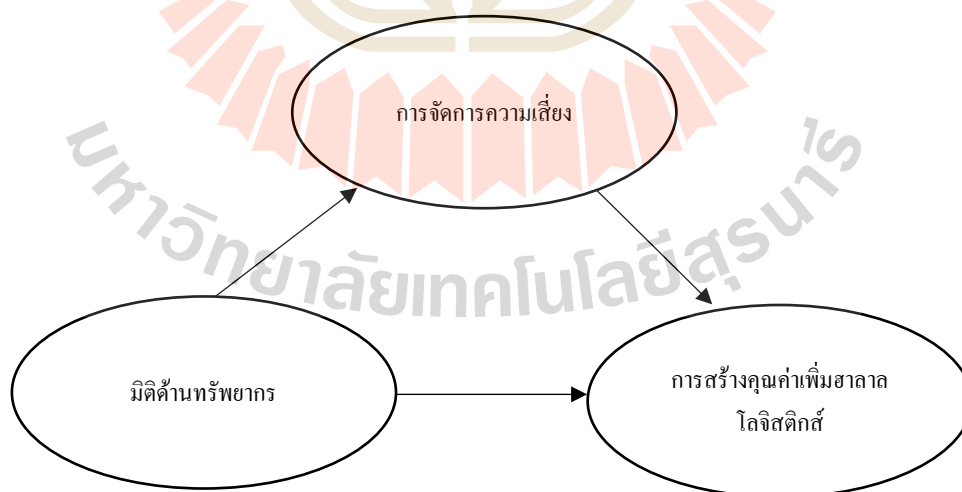 การจัดการความเสี่ยง
มหาวิทยาลัยเทคโนโลยีสุรนารี
มิติด้านทรัพยากร
การสร้างคุณค่าเพิ่มฮาลาล
โลจิสติกส์